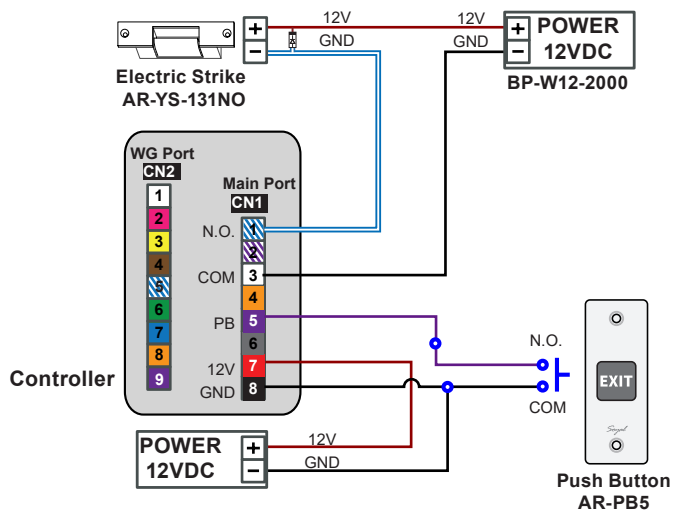 12V
12V
+
−
GND
GND
+
−
POWER
12VDC
BP-W12-2000
Electric Strike
AR-YS-131NO
WG Port
CN2
1
2
3
4
5
6
7
8
9
Main Port
CN1
N.O.
1
2
COM
3
4
PB
5
6
12V
7
GND
8
Controller
POWER
12VDC
+
−
12V
GND
N.O.
COM
EXIT
Soyal
Push Button
AR-PB5